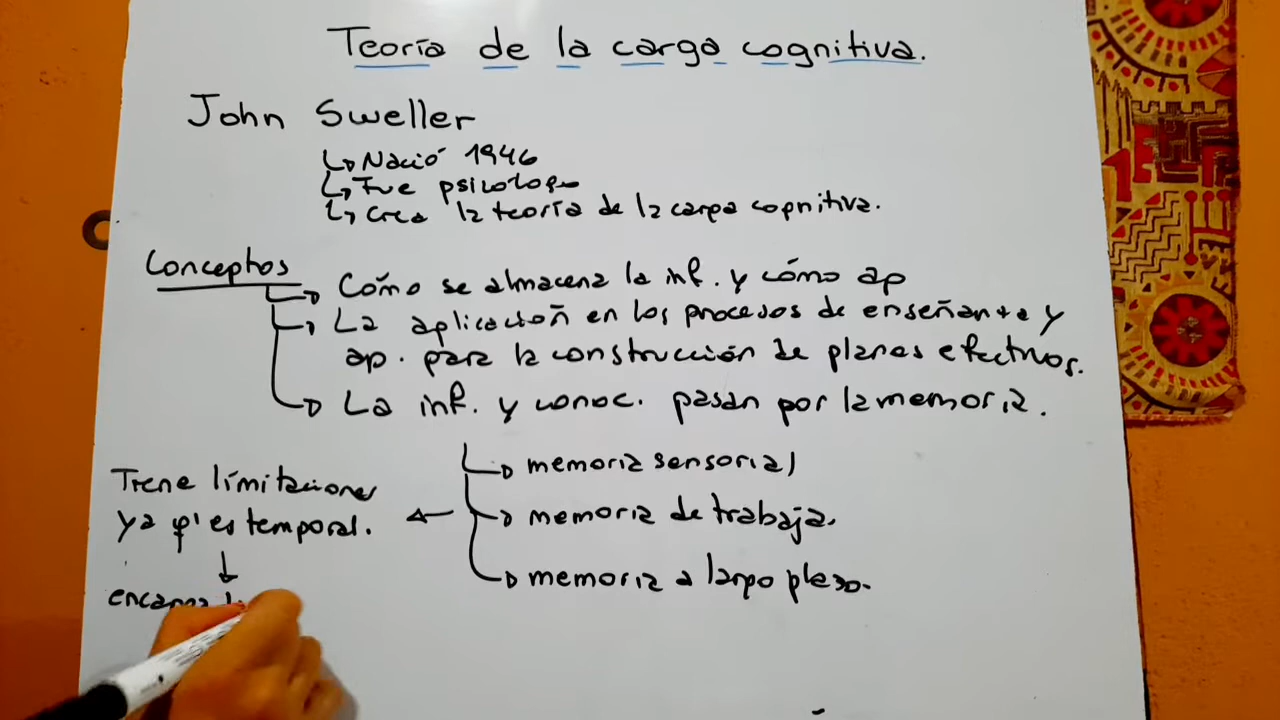 Teoría de la carga cognitiva.
John Sweller
Nació 1946
Fue psicologo
Crea la teoría de la carga cognitiva.
Conceptos
Cómo se almacena la inf. y cómo ap
La aplicación en los procesos de enseñanza y
ap. para la construcción de planes efectivos.
La inf. y conoc. pasan por la memoria.
memoria sensorial
Tiene límitaciones
ya q' es temporal.
memoria de trabaja.
memoria a largo plazo.